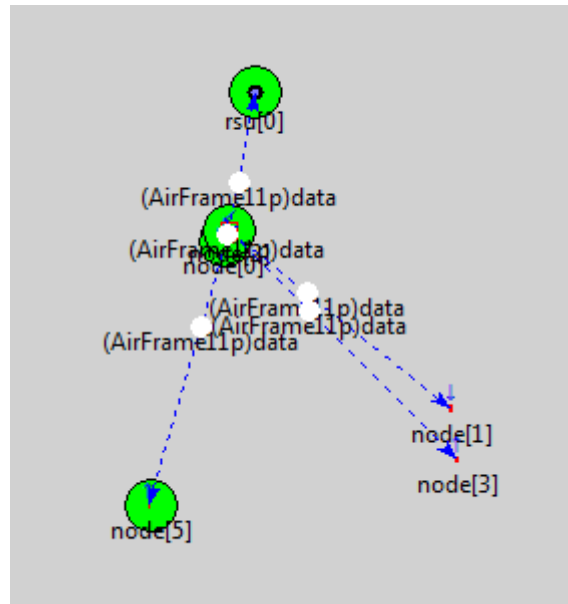 rsu[0]
(AirFrame11p)data
(AirFrame11p)data
node[0]
(AirFrame11p)data
(AirFrame11p)data
(AirFrame11p)data
node[1]
node[3]
node[5]